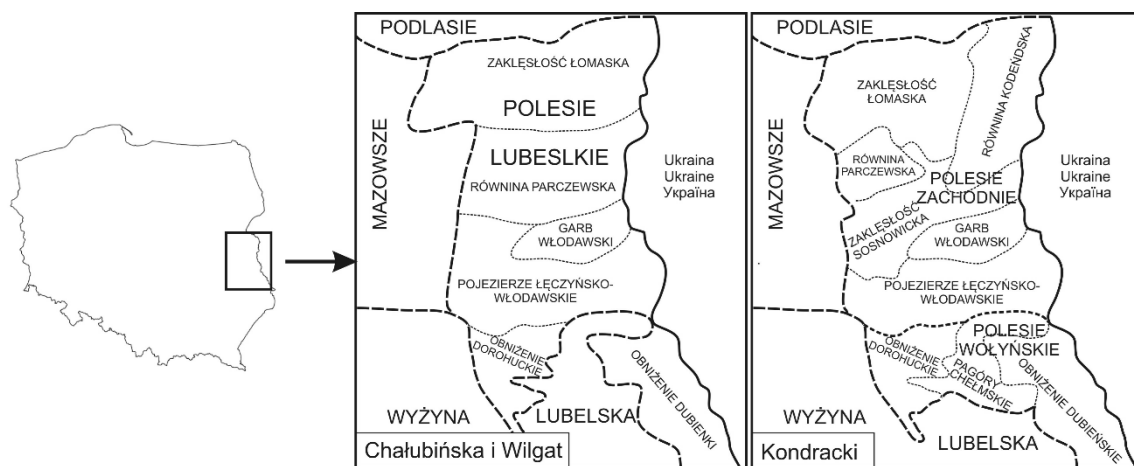 PODLASIE
ZAKLĘSŁOŚĆ ŁOMASKA
POLESIE
MAZOWSZE
LUBESLKIE
RÓWNINA PARCZEWSKA
Ukraina
Ukraine
Україна
GARB
WŁODAWSKI
POJEZIERZE ŁĘCZYŃSKO-
WŁODAWSKIE
OBNIŻENIE
DOROHUCKIE
OBNIŻENIE DUBIENKI
WYŻYNA
LUBELSKA
Chałubińska i Wilgat
PODLASIE
ZAKLĘSŁOŚĆ
ŁOMASKA
RÓWNINA KODEŃDSKA
MAZOWSZE
RÓWNINA
PARCZEWSKA
POLESIE
ZACHODNIE
Ukraina
Ukraine
Україна
ZAKLĘSŁOŚĆ
SOSNOWICKA
GARB
WŁODAWSKI
POJEZIERZE ŁĘCZYŃSKO-
WŁODAWSKIE
POLESIE
WOŁYŃSKIE
OBNIŻENIE
DOROHUCKIE
PAGÓRY
CHEŁMSKIE
OBNIŻENIE DUBIEŃSKIE
WYŻYNA
LUBELSKA
Kondracki